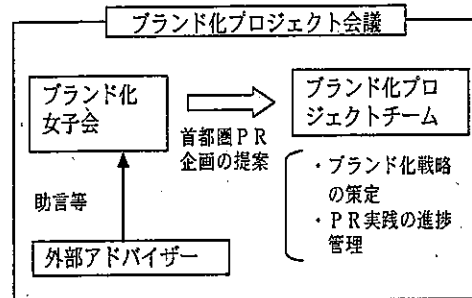 ブランド化プロジェクト会議
ブランド化
女子会
首都圏PR
企画の提案
ブランド化プロ
ジェクトチーム
・ブランド化戦略
の策定
・PR実践の進捗
管理
助言等
外部アドバイザー